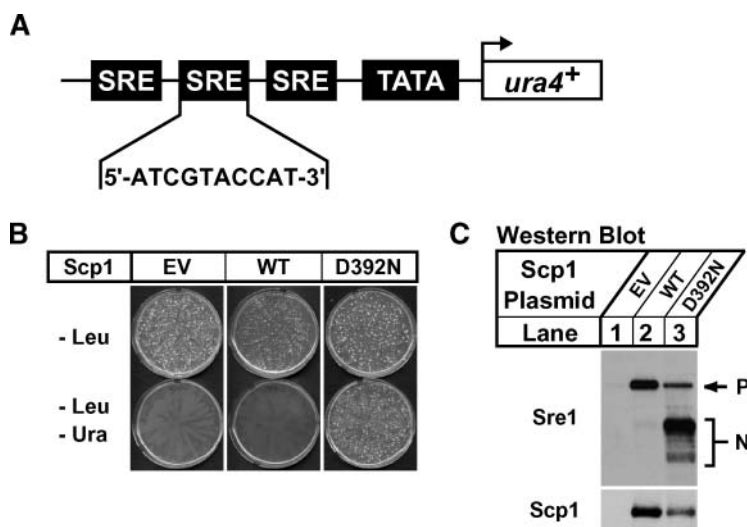 A
SRE SRE SRE TATA ura4+
5'-ATCGTACCAT-3'
B
Scp1 EV WT D392N
- Leu
- Leu
- Ura
C
Western Blot
Scp1
Plasmid
EV WT D392N
Lane 1 2 3
Sre1
P
N
Scp1